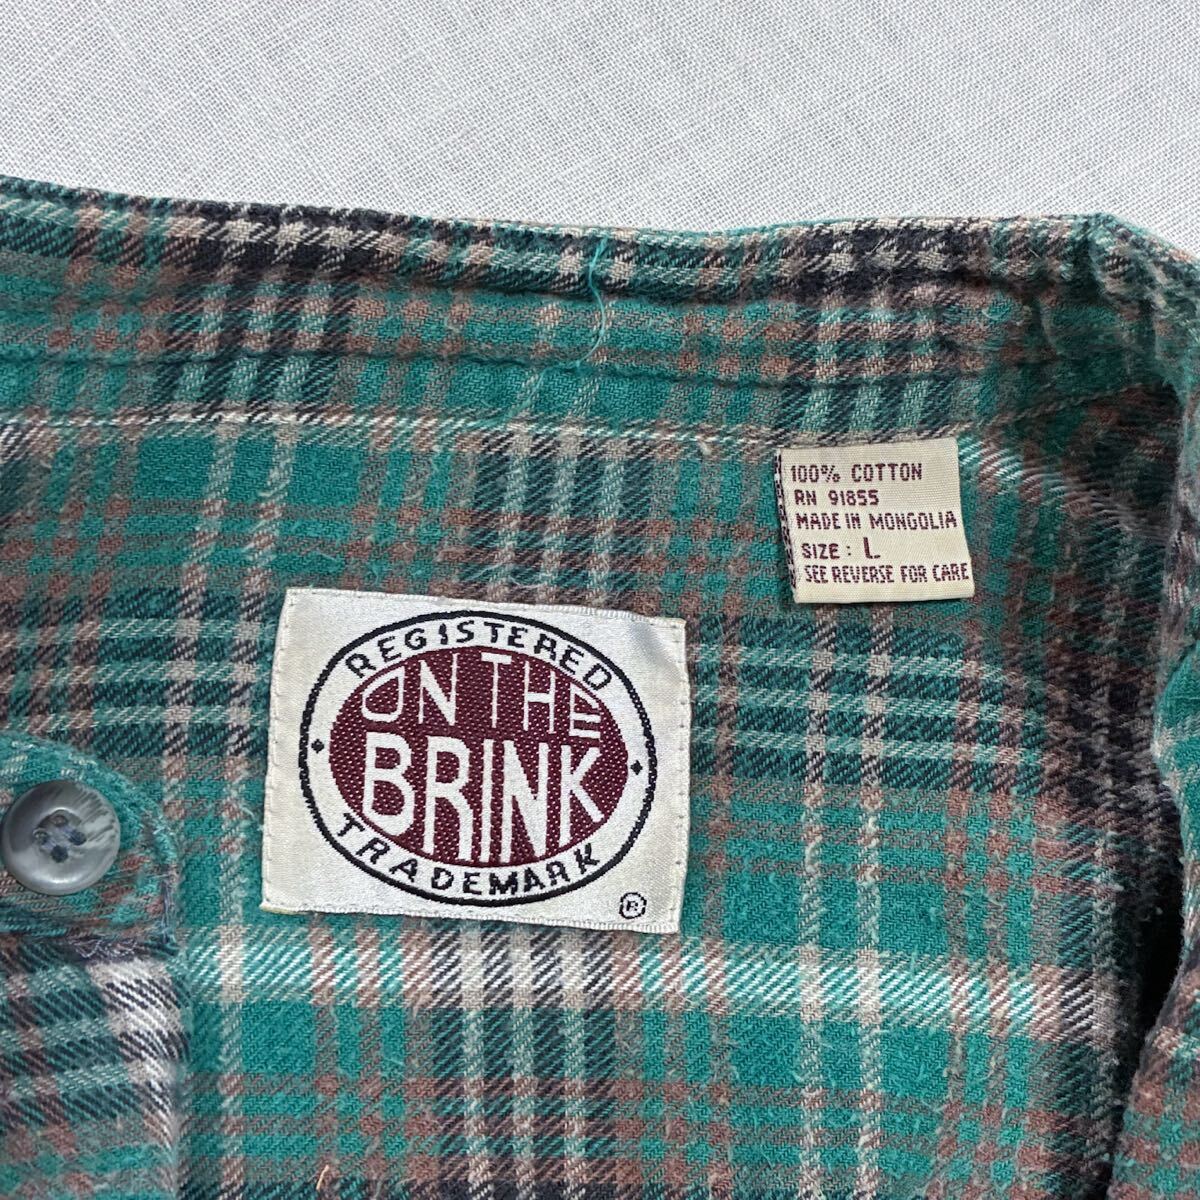 100% COTTON
RN 91855
MADE IN MONGOLIA
SIZE: L
SEE REVERSE FOR CARE
REGISTERED
ON THE
BRINK
TRADEMARK
®